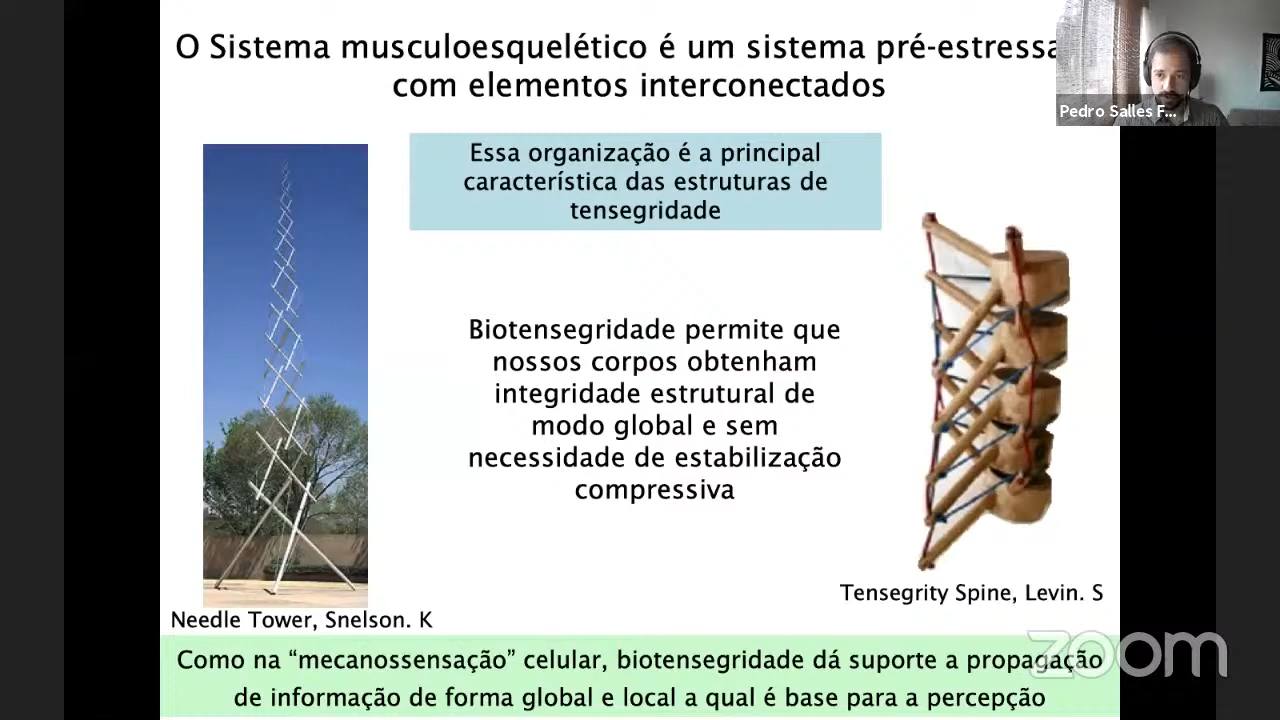 O Sistema musculoesquelético é um sistema pré-estressa
com elementos interconectados
Pedro Salles F...
Essa organização é a principal
característica das estruturas de
tensegridade
Biotensegridade permite que
nossos corpos obtenham
integridade estrutural de
modo global e sem
necessidade de estabilização
compressiva
Tensegrity Spine, Levin. S
Needle Tower, Snelson. K
Como na “mecanossensação” celular, biotensegridade dá suporte a propagação
de informação de forma global e local a qual é base para a percepção
zoom